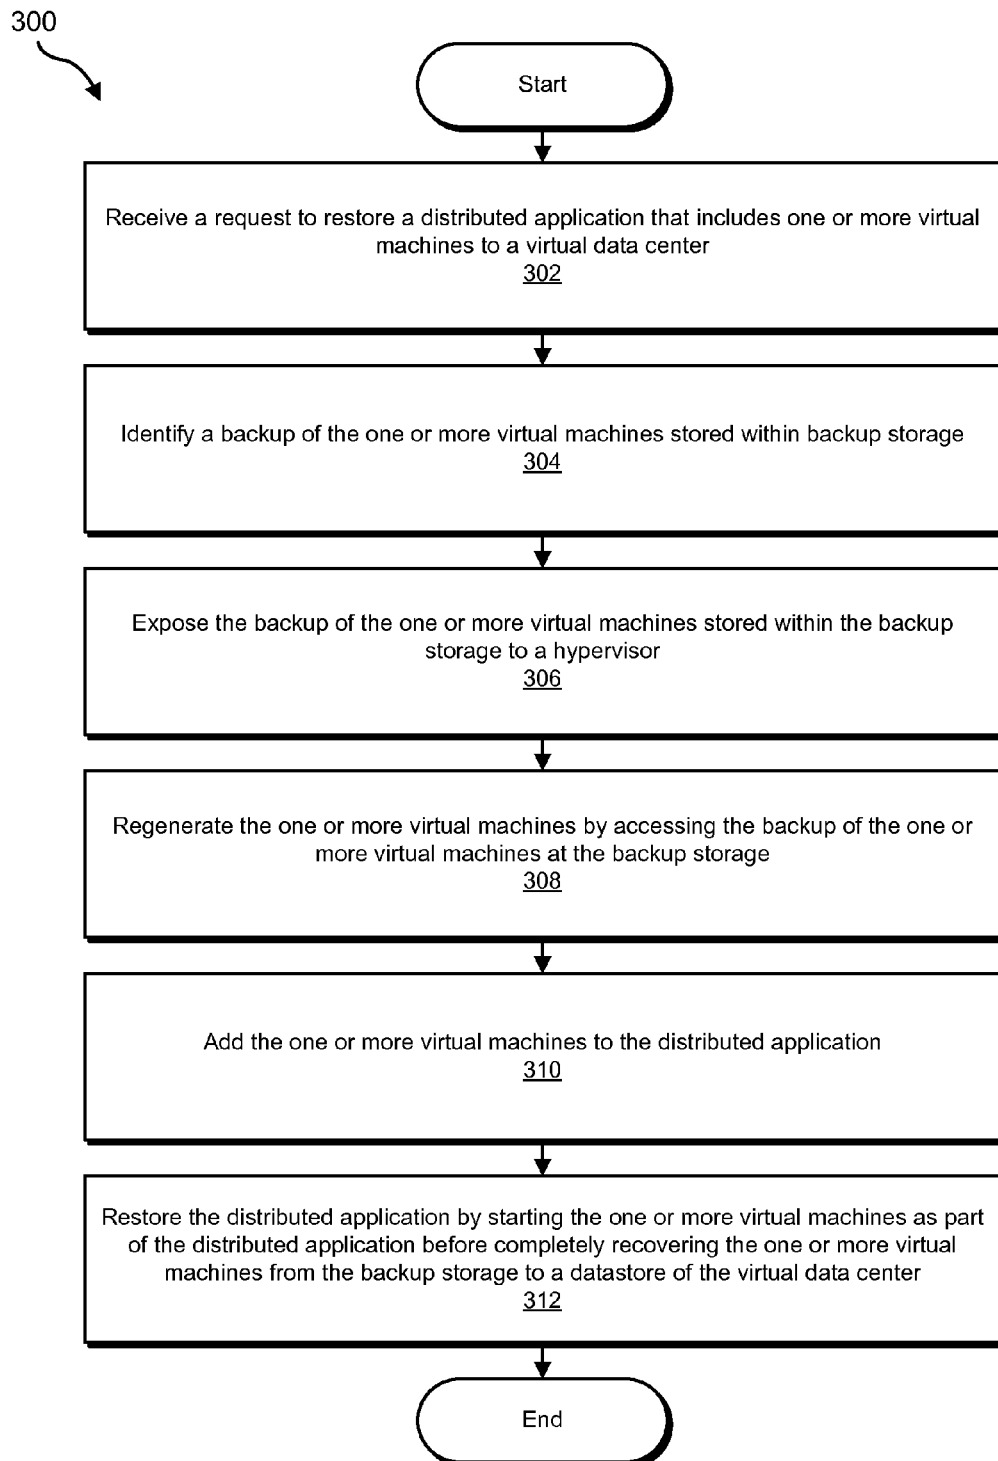 300
Start
Receive a request to restore a distributed application that includes one or more virtual
machines to a virtual data center
302
Identify a backup of the one or more virtual machines stored within backup storage
304
Expose the backup of the one or more virtual machines stored within the backup
storage to a hypervisor
306
Regenerate the one or more virtual machines by accessing the backup of the one or
more virtual machines at the backup storage
308
Add the one or more virtual machines to the distributed application
310
Restore the distributed application by starting the one or more virtual machines as part
of the distributed application before completely recovering the one or more virtual
machines from the backup storage to a datastore of the virtual data center
312
End